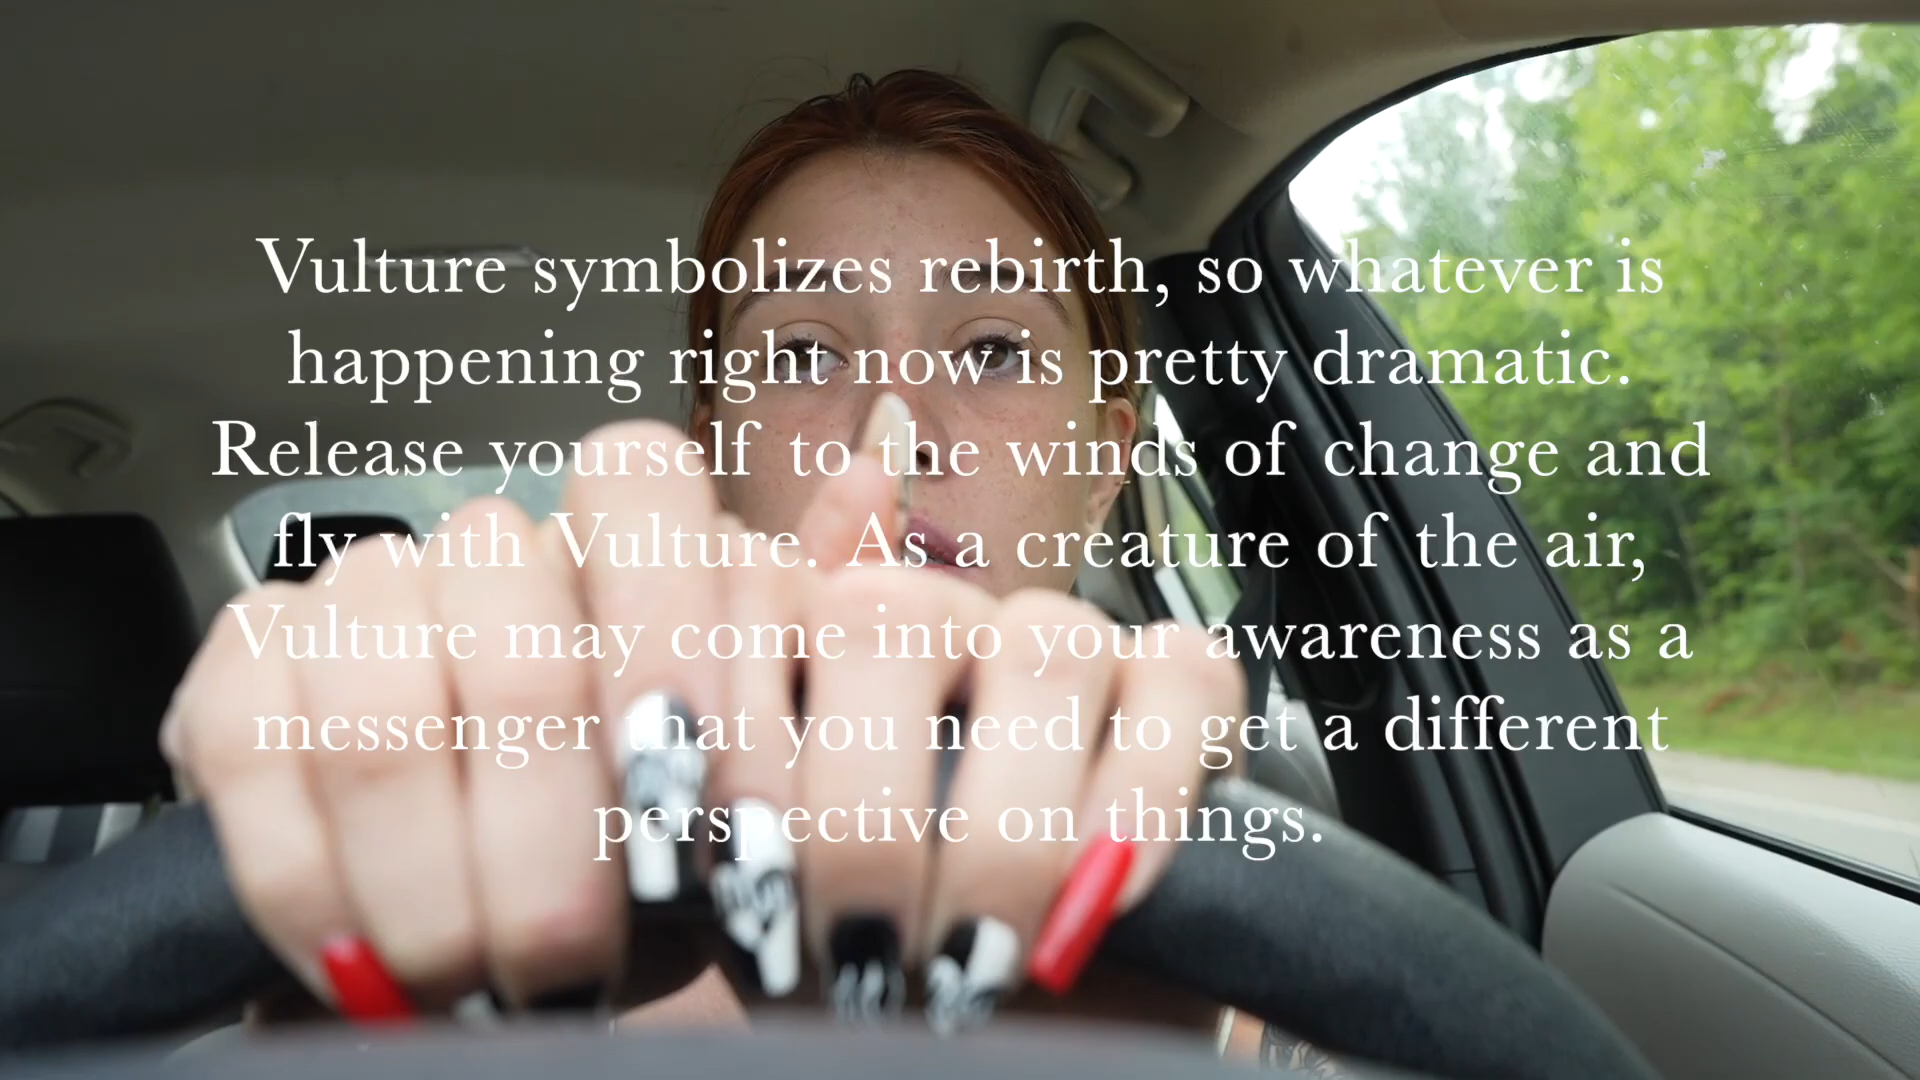 Vulture symbolizes rebirth, so whatever is
happening right now is pretty dramatic.
Release yourself to the winds of change and
fly with Vulture. As a creature of the air,
Vulture may come into your awareness as a
messenger that you need to get a different
perspective on things.